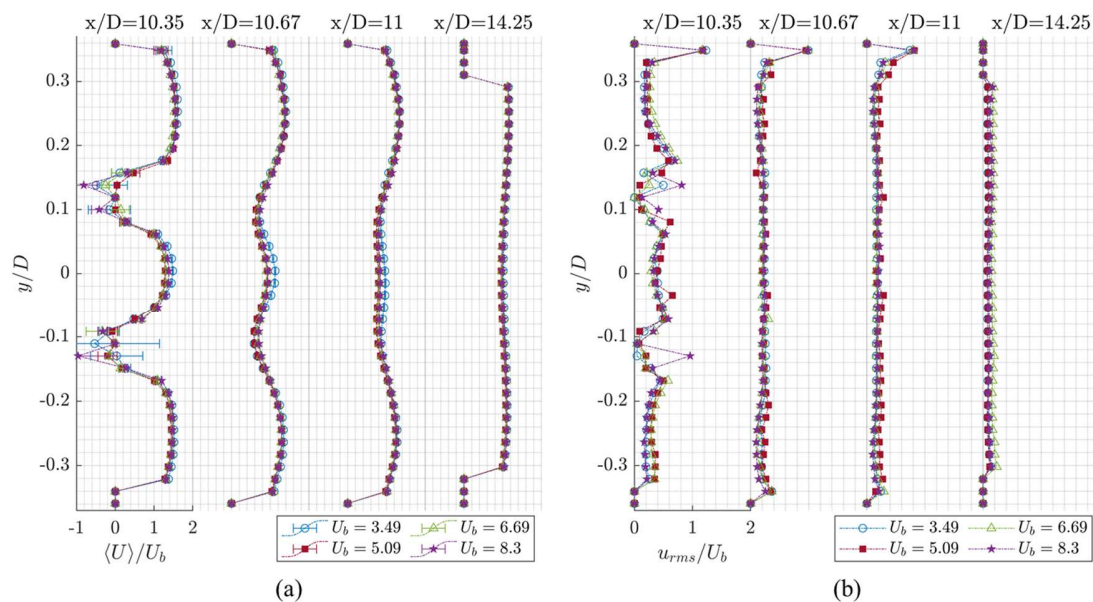 x/D=10.35 x/D=10.67 x/D=11 x/D=14.25
0.3
0.2
0.1
0
-0.1
-0.2
-0.3
y/D
-1 0 1 2
⟨U⟩/U_b
U_b = 3.49 U_b = 6.69
U_b = 5.09 U_b = 8.3
(a)
x/D=10.35 x/D=10.67 x/D=11 x/D=14.25
0.3
0.2
0.1
0
-0.1
-0.2
-0.3
y/D
0 1 2
u_{rms}/U_b
U_b = 3.49 U_b = 6.69
U_b = 5.09 U_b = 8.3
(b)